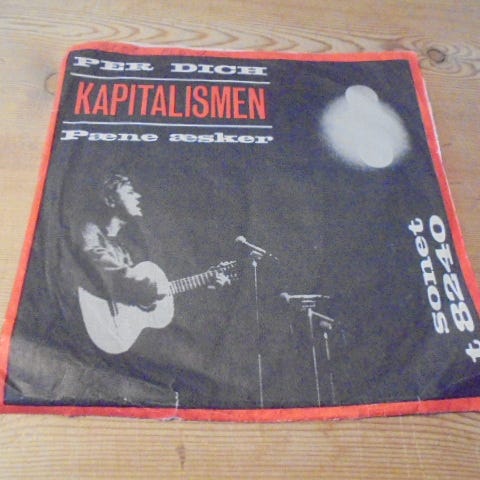 PER DICH
KAPITALISMEN
Pæne æsker
sonet
t 8240